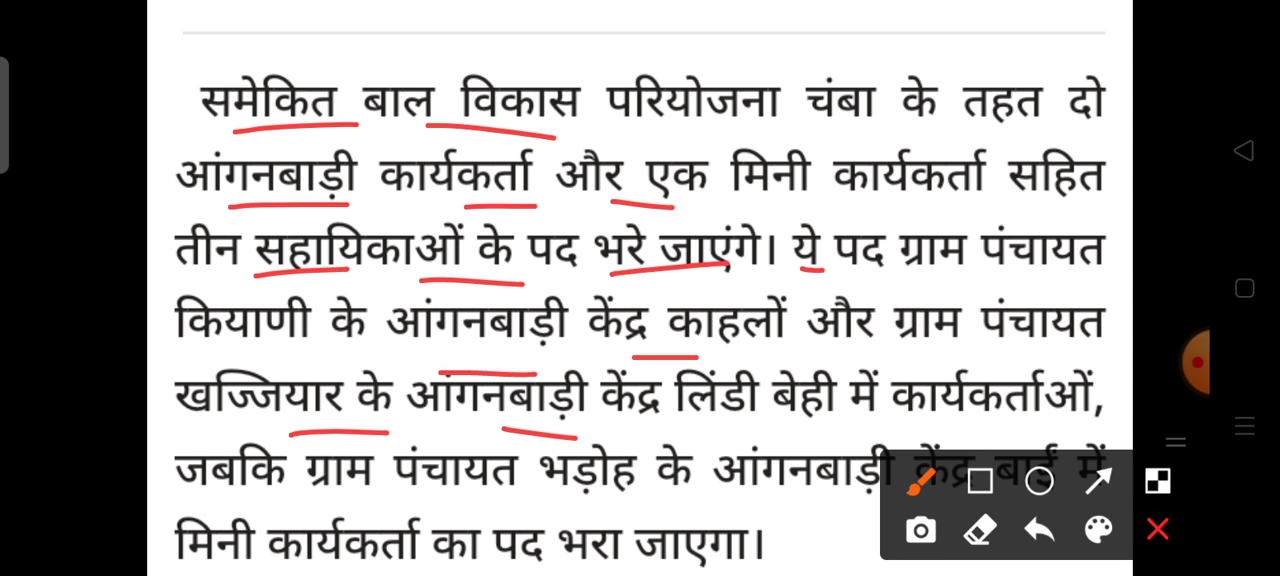 समेकित बाल विकास परियोजना चंबा के तहत दो
आंगनबाड़ी कार्यकर्ता और एक मिनी कार्यकर्ता सहित
तीन सहायिकाओं के पद भरे जाएंगे। ये पद ग्राम पंचायत
कियाणी के आंगनबाड़ी केंद्र काहलों और ग्राम पंचायत
खज्जियार के आंगनबाड़ी केंद्र लिंडी बेही में कार्यकर्ताओं,
जबकि ग्राम पंचायत भड़ोह के आंगनबाड़ी केंद्र बाईं में
मिनी कार्यकर्ता का पद भरा जाएगा।